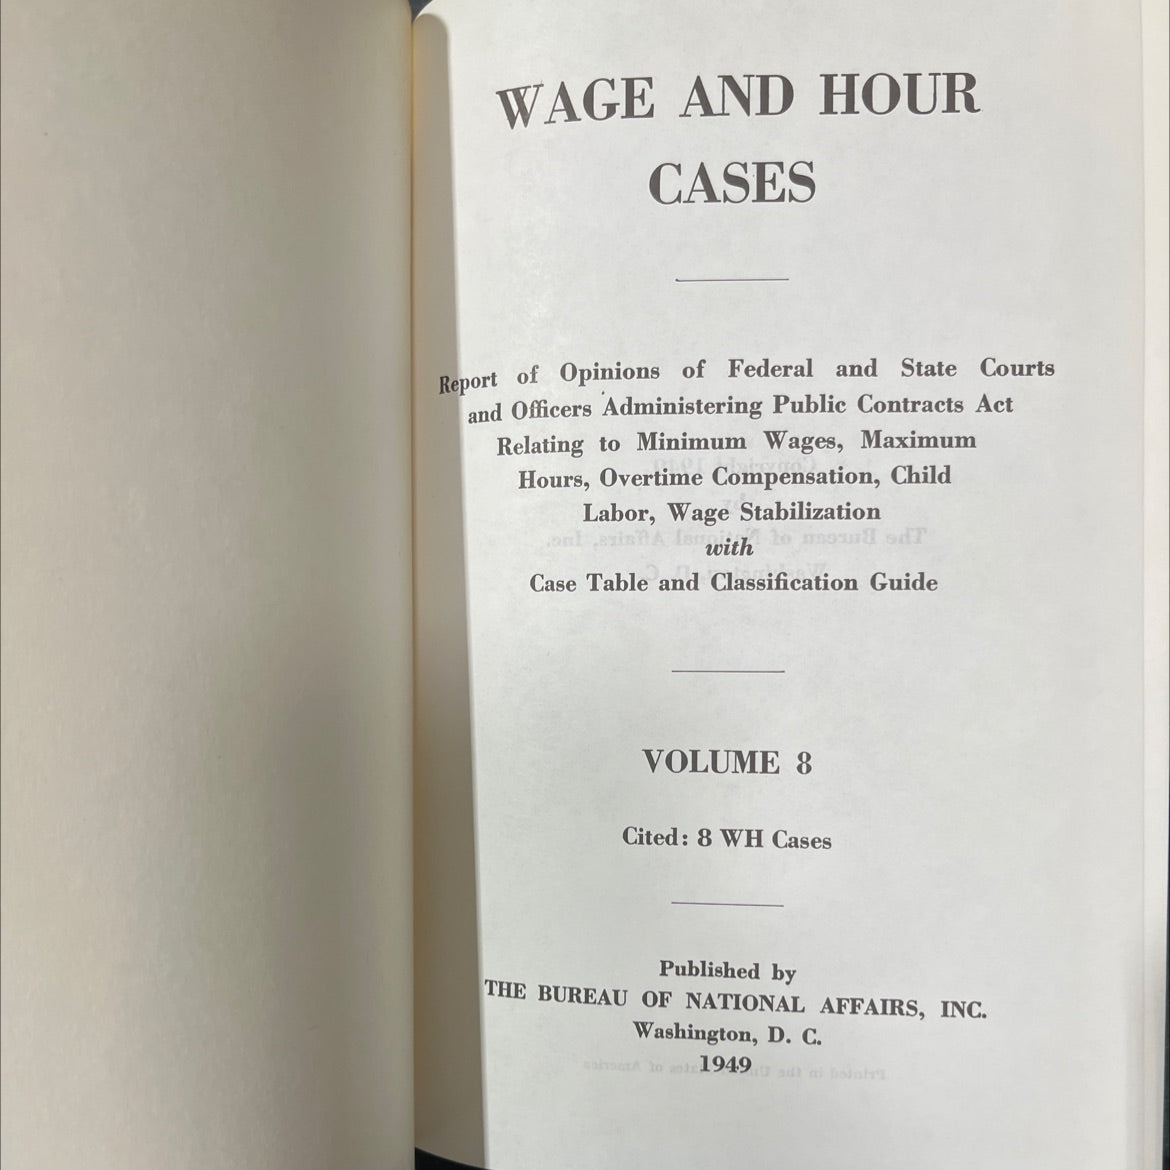 WAGE AND HOUR
CASES
Report of Opinions of Federal and State Courts
and Officers Administering Public Contracts Act
Relating to Minimum Wages, Maximum
Hours, Overtime Compensation, Child
Labor, Wage Stabilization
with
Case Table and Classification Guide
VOLUME 8
Cited: 8 WH Cases
Published by
THE BUREAU OF NATIONAL AFFAIRS, INC.
Washington, D. C.
1949